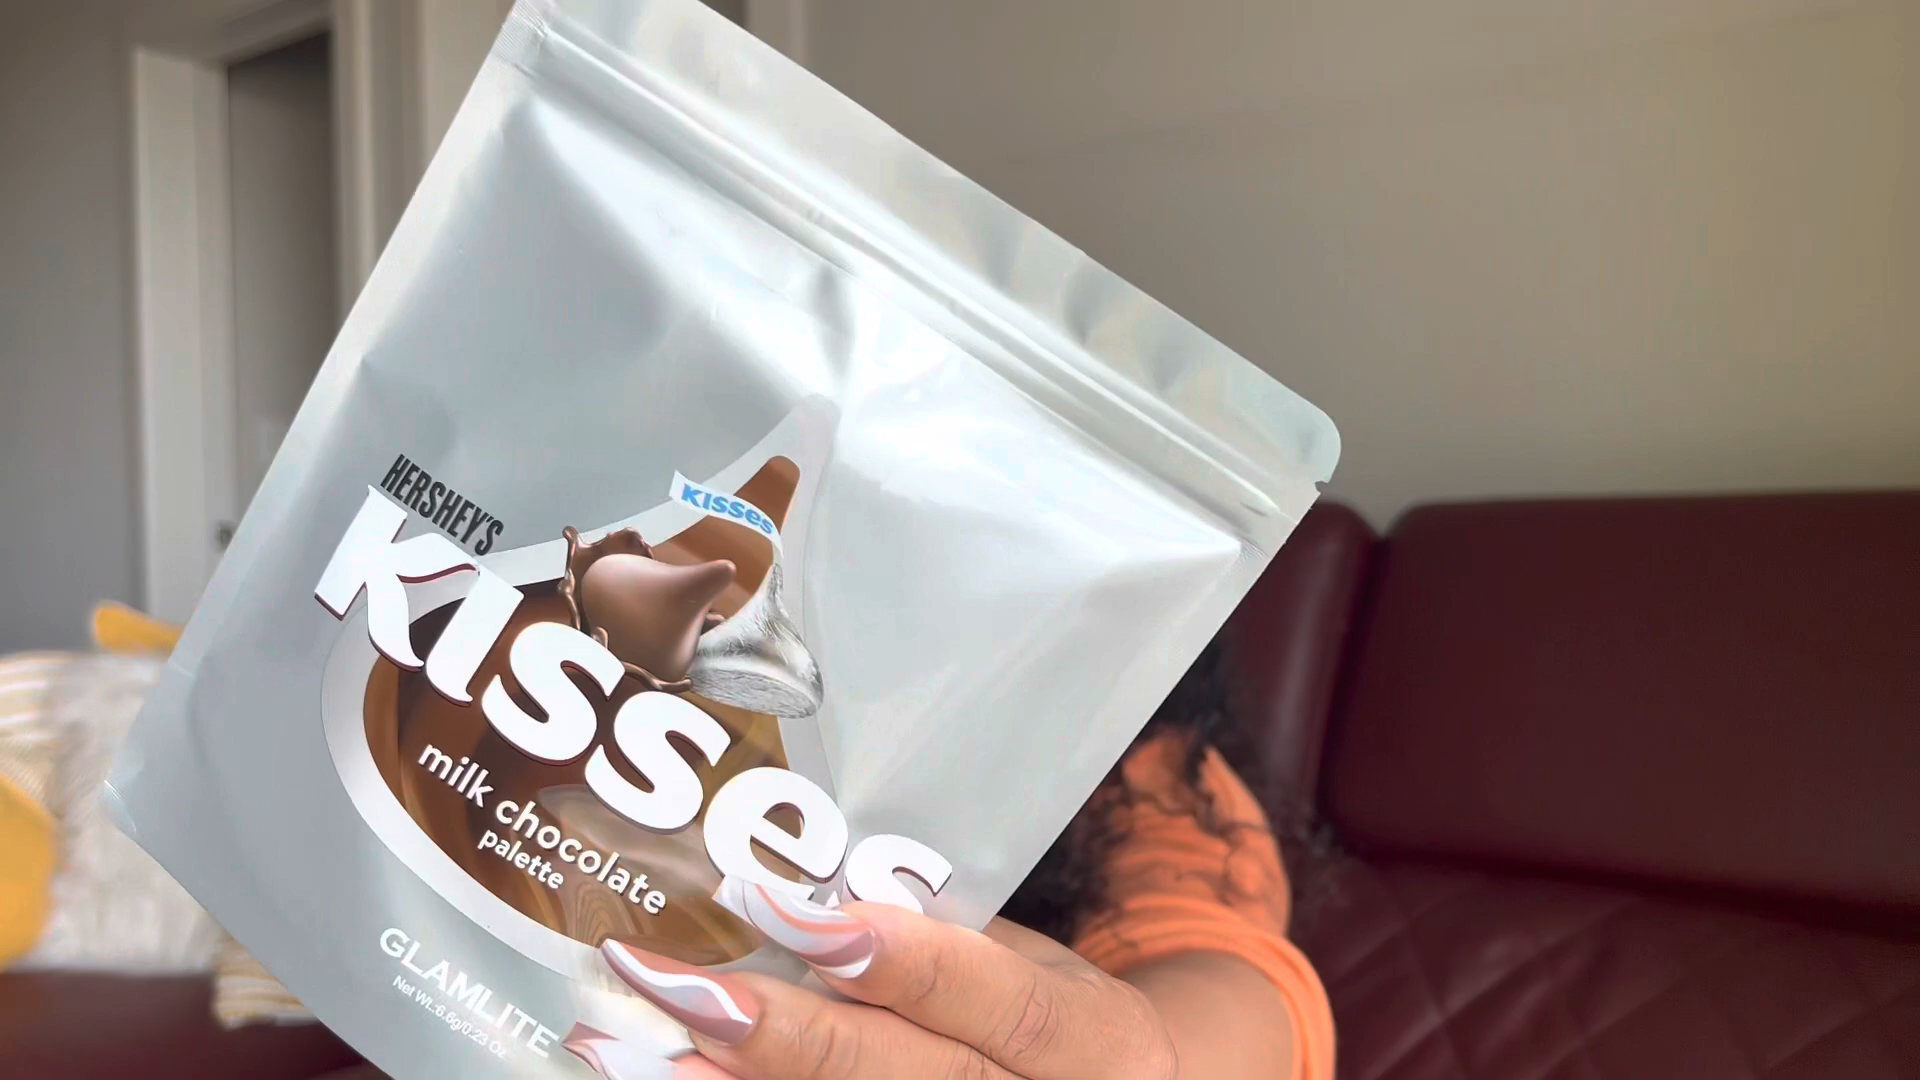 HERSHEY'S
KISSES
KISSES
milk chocolate
palette
GLAMLITE
Net Wt.:6.6g/0.23 Oz